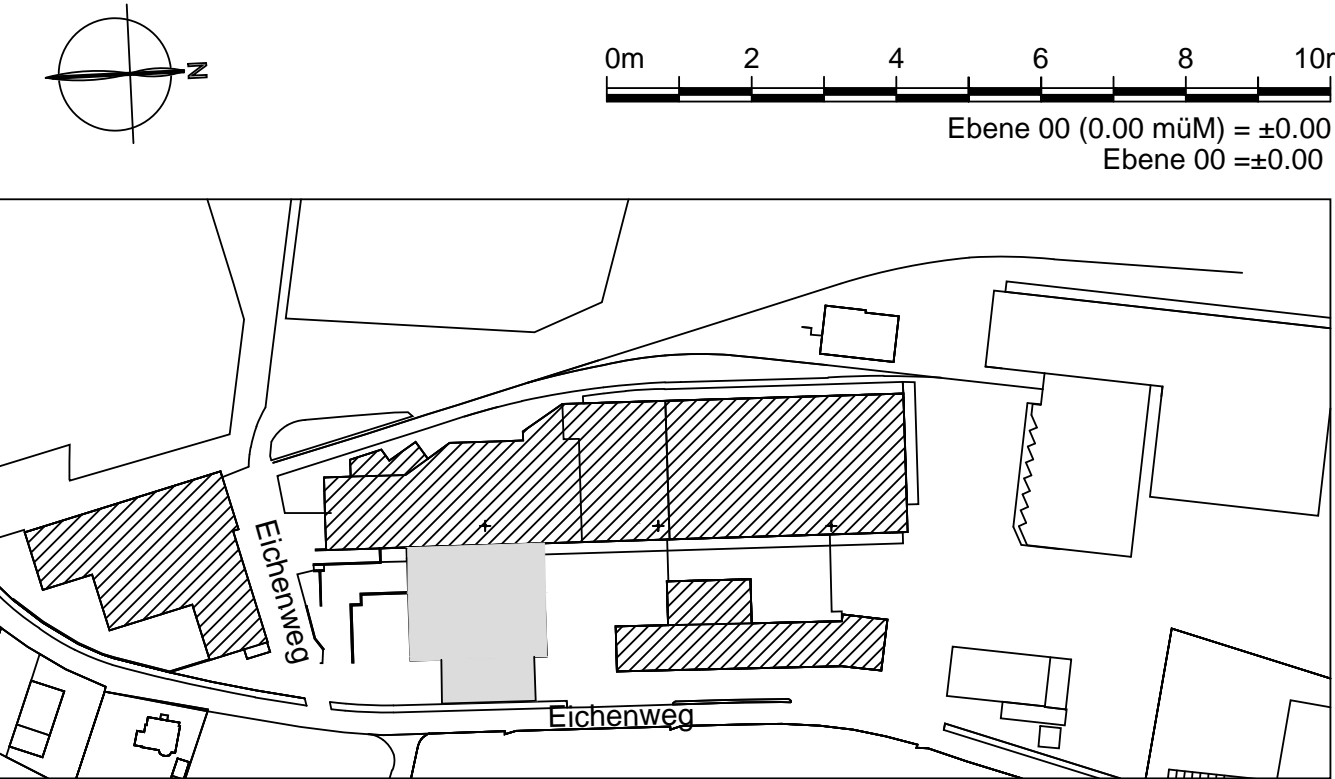 N
0m 2 4 6 8 10m
Ebene 00 (0.00 müM) = ±0.00
Ebene 00 =±0.00
Eichenweg
Eichenweg